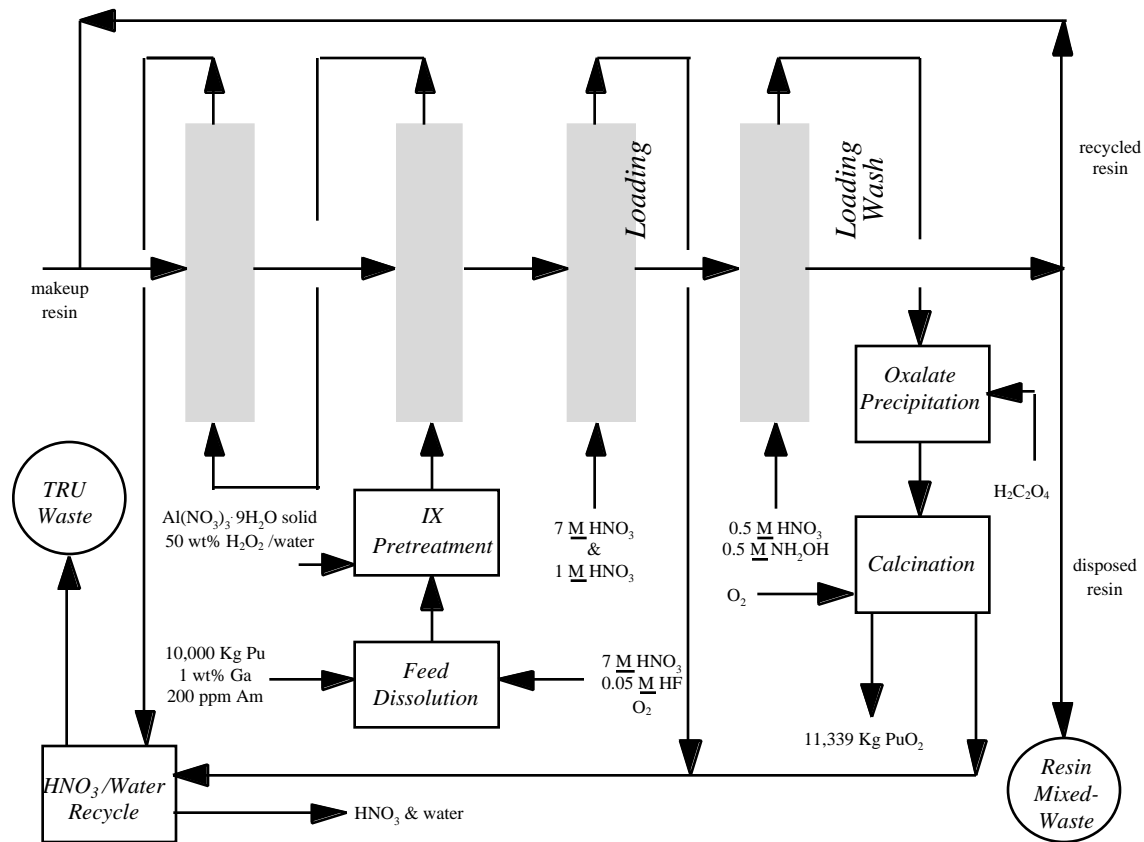 Loading
Loading
Wash
recycled
resin
makeup
resin
Oxalate
Precipitation
TRU
Waste
H₂C₂O₄
Al(NO₃)₃·9H₂O solid
50 wt% H₂O₂ /water
IX
Pretreatment
7 M HNO₃
&
1 M HNO₃
0.5 M HNO₃
0.5 M NH₂OH
Calcination
O₂
disposed
resin
10,000 Kg Pu
1 wt% Ga
200 ppm Am
Feed
Dissolution
7 M HNO₃
0.05 M HF
O₂
11,339 Kg PuO₂
HNO₃/Water
Recycle
HNO₃ & water
Resin
Mixed-
Waste